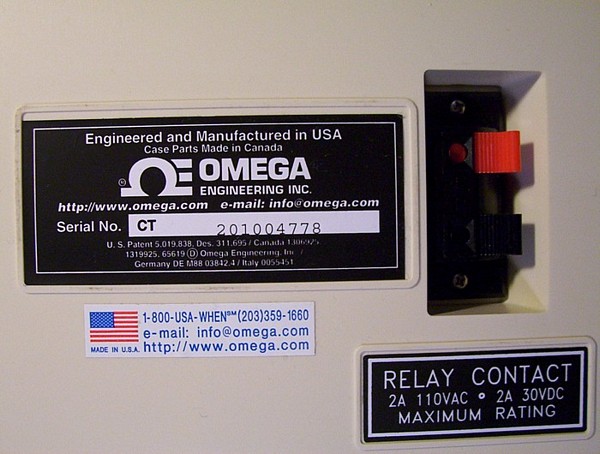 Engineered and Manufactured in USA
Case Parts Made in Canada
® OMEGA
ENGINEERING INC.
http://www.omega.com e-mail: info@omega.com
Serial No. CT 201004778
U.S. Patent 5,019,838, Des. 311,695 / Canada
1319925, 65619 Ⓓ Omega Engineering, Inc. /
Germany DE M88 03842.4 / Italy 0055451
1-800-USA-WHEN℠ (203)359-1660
e-mail: info@omega.com
MADE IN U.S.A. http://www.omega.com
RELAY CONTACT
2A 110VAC • 2A 30VDC
MAXIMUM RATING